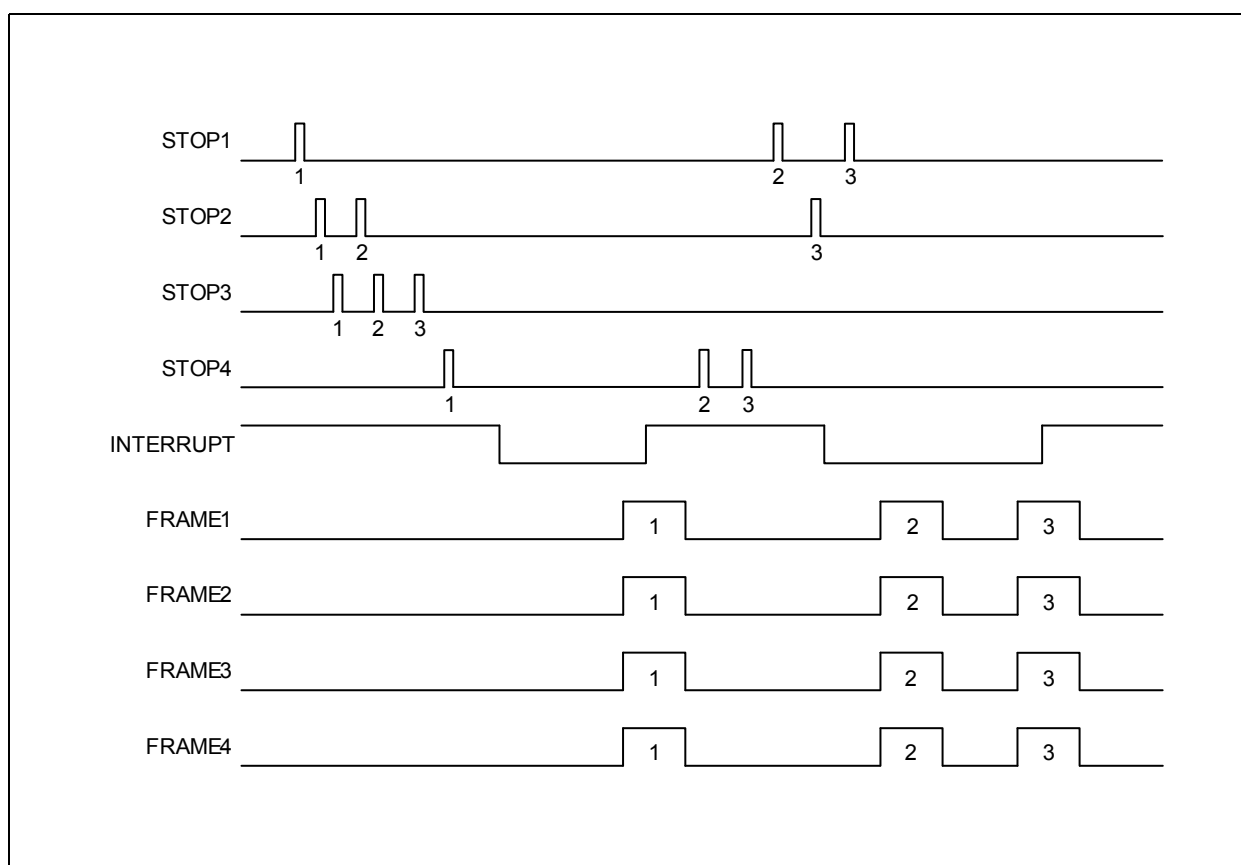 STOP1
1 2 3
STOP2
1 2 3
STOP3
1 2 3
STOP4
1 2 3
INTERRUPT
FRAME1
1 2 3
FRAME2
1 2 3
FRAME3
1 2 3
FRAME4
1 2 3